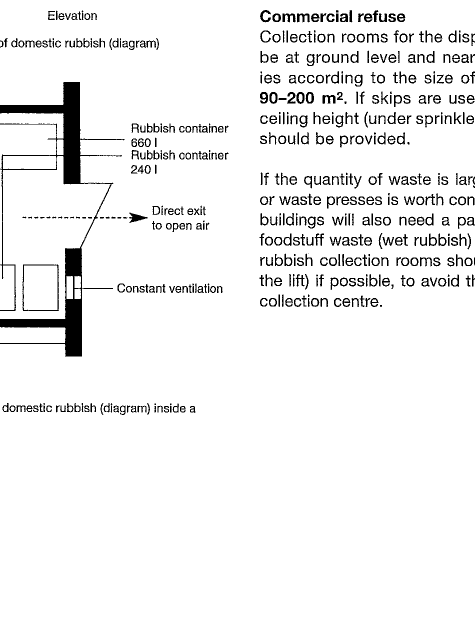 Elevation
of domestic rubbish (diagram)
Rubbish container
660 l
Rubbish container
240 l
Direct exit
to open air
Constant ventilation
domestic rubbish (diagram) inside a
Commercial refuse
Collection rooms for the disp
be at ground level and near
ies according to the size of
90–200 m². If skips are use
ceiling height (under sprinkle
should be provided.
If the quantity of waste is larg
or waste presses is worth con
buildings will also need a pa
foodstuff waste (wet rubbish)
rubbish collection rooms shou
the lift) if possible, to avoid th
collection centre.